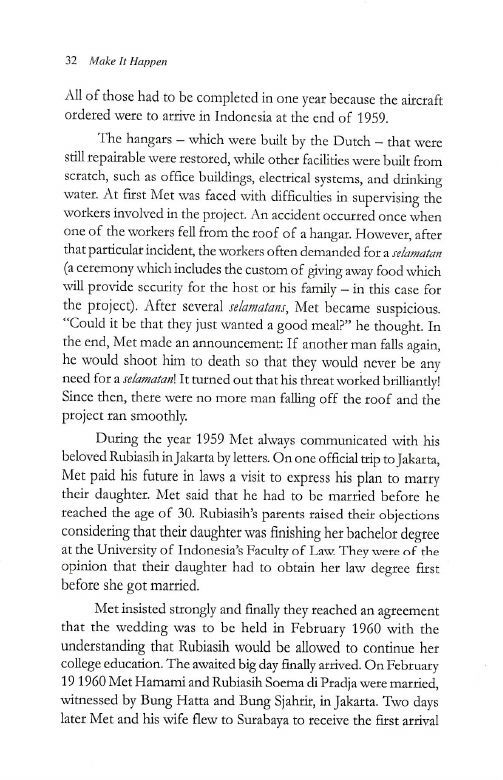 32 Make It Happen
All of those had to be completed in one year because the aircraft
ordered were to arrive in Indonesia at the end of 1959.
The hangars – which were built by the Dutch – that were
still repairable were restored, while other facilities were built from
scratch, such as office buildings, electrical systems, and drinking
water. At first Met was faced with difficulties in supervising the
workers involved in the project. An accident occurred once when
one of the workers fell from the roof of a hangar. However, after
that particular incident, the workers often demanded for a selamatan
(a ceremony which includes the custom of giving away food which
will provide security for the host or his family – in this case for
the project). After several selamatans, Met became suspicious.
“Could it be that they just wanted a good meal?” he thought. In
the end, Met made an announcement: If another man falls again,
he would shoot him to death so that they would never be any
need for a selamatan! It turned out that his threat worked brilliantly!
Since then, there were no more man falling off the roof and the
project ran smoothly.
During the year 1959 Met always communicated with his
beloved Rubiasih in Jakarta by letters. On one official trip to Jakarta,
Met paid his future in laws a visit to express his plan to marry
their daughter. Met said that he had to be married before he
reached the age of 30. Rubiasih’s parents raised their objections
considering that their daughter was finishing her bachelor degree
at the University of Indonesia’s Faculty of Law. They were of the
opinion that their daughter had to obtain her law degree first
before she got married.
Met insisted strongly and finally they reached an agreement
that the wedding was to be held in February 1960 with the
understanding that Rubiasih would be allowed to continue her
college education. The awaited big day finally arrived. On February
19 1960 Met Hamami and Rubiasih Soema di Pradja were married,
witnessed by Bung Hatta and Bung Sjahrir, in Jakarta. Two days
later Met and his wife flew to Surabaya to receive the first arrival